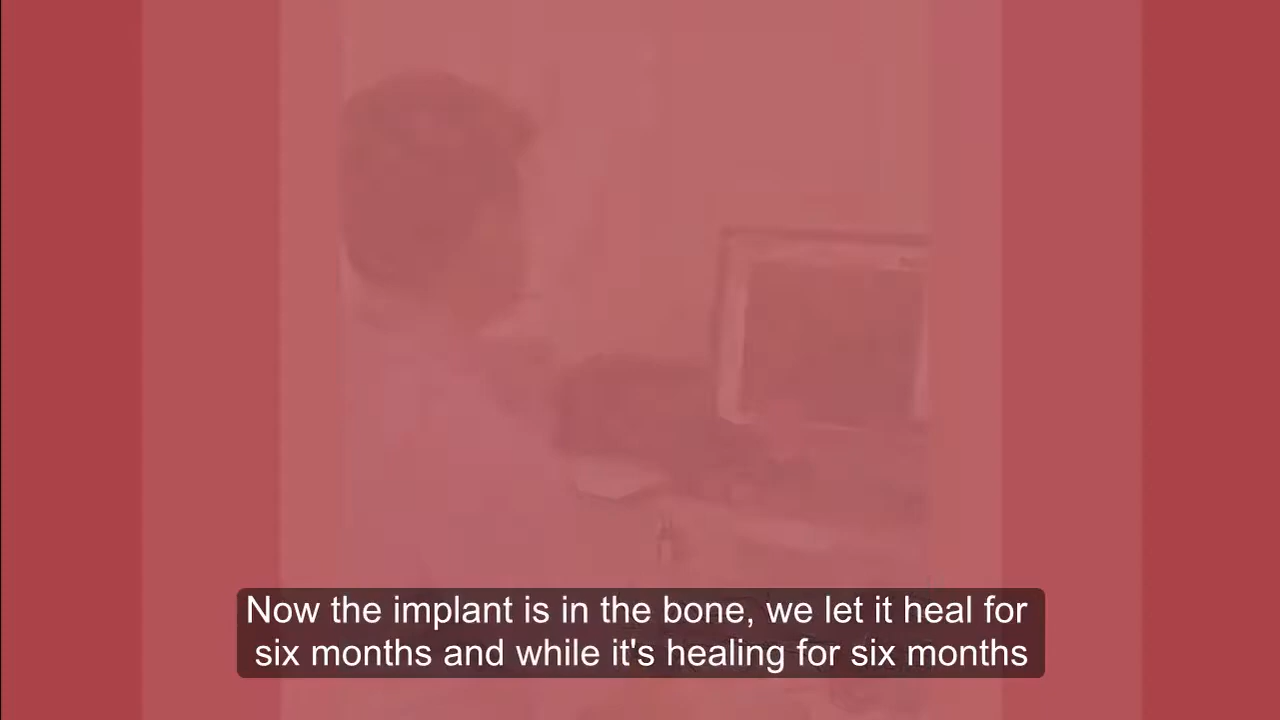 Now the implant is in the bone, we let it heal for
six months and while it's healing for six months